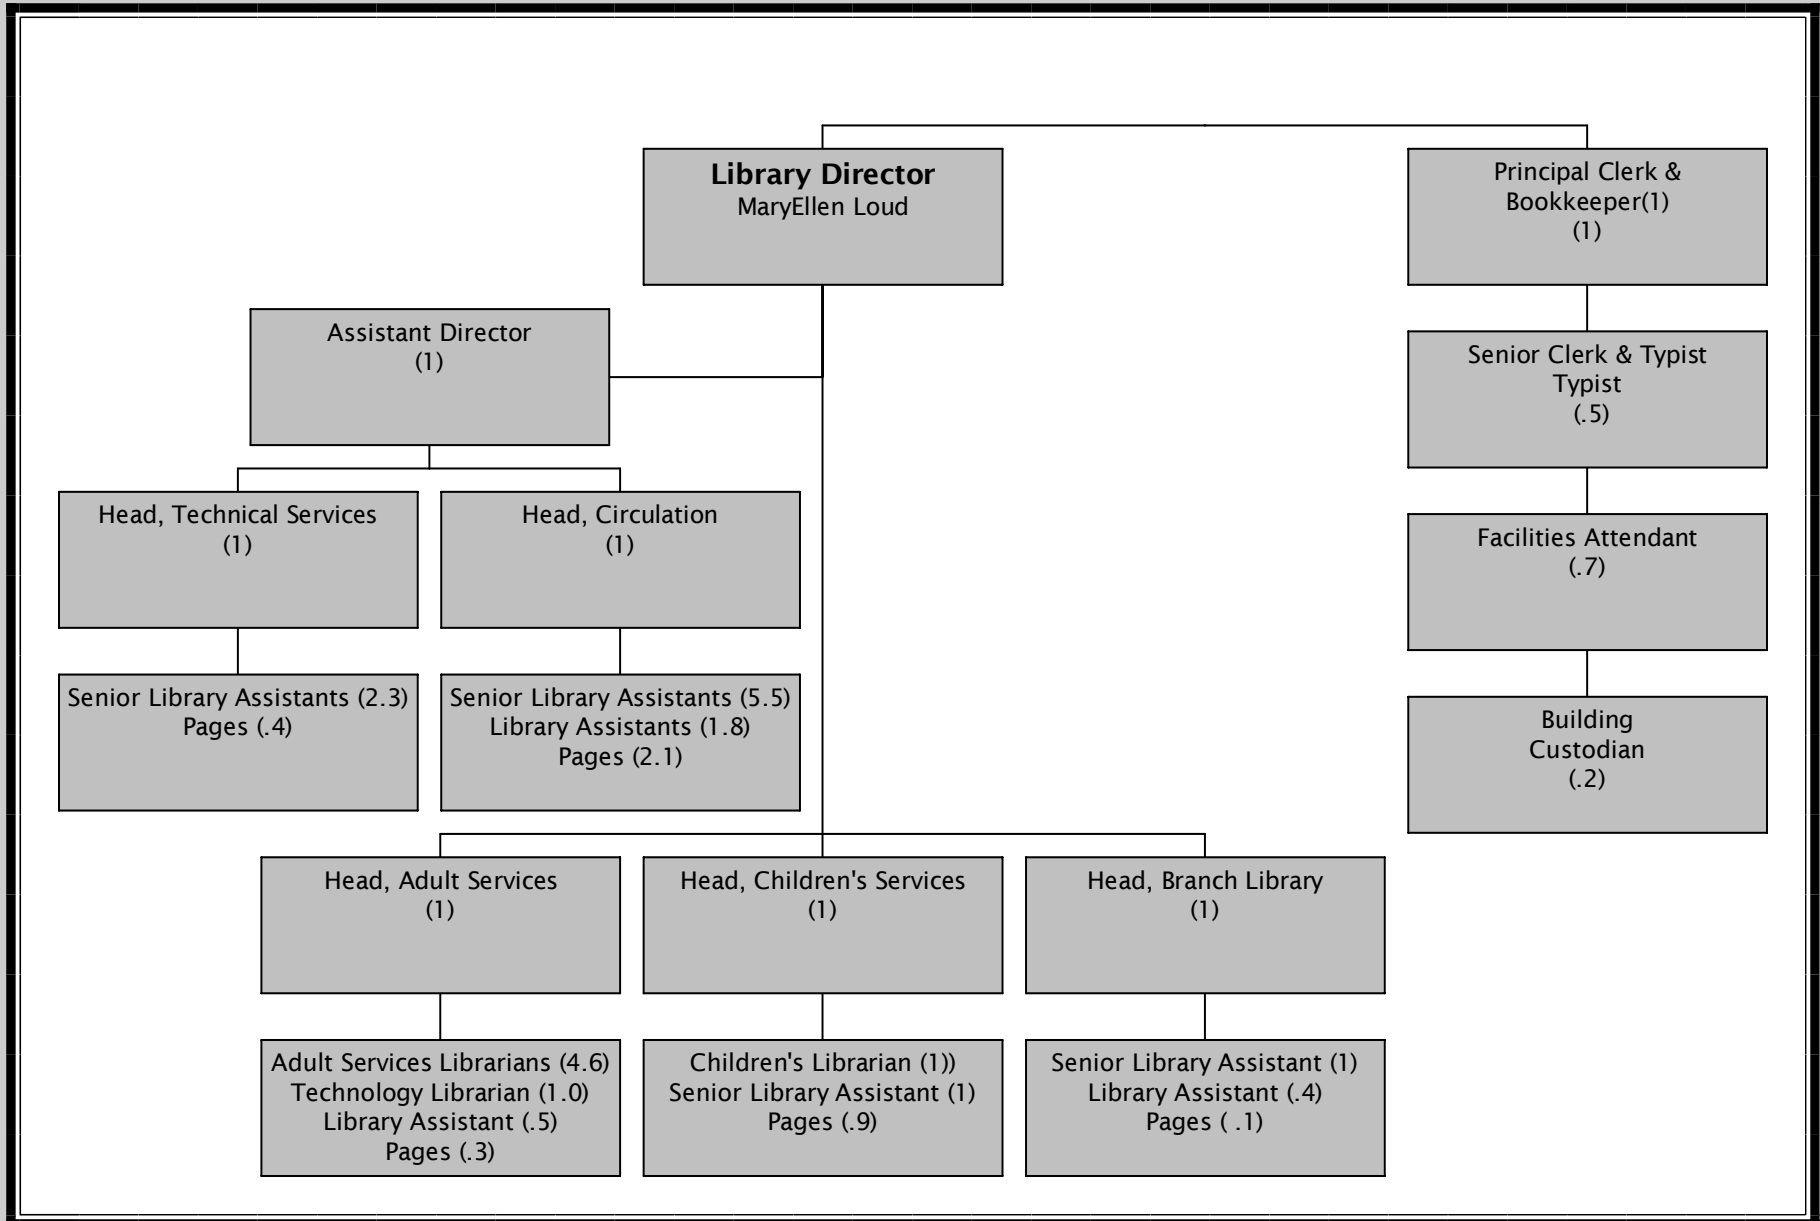 Library Director
MaryEllen Loud
Principal Clerk &
Bookkeeper(1)
(1)
Assistant Director
(1)
Senior Clerk & Typist
Typist
(.5)
Head, Technical Services
(1)
Head, Circulation
(1)
Facilities Attendant
(.7)
Senior Library Assistants (2.3)
Pages (.4)
Senior Library Assistants (5.5)
Library Assistants (1.8)
Pages (2.1)
Building
Custodian
(.2)
Head, Adult Services
(1)
Head, Children's Services
(1)
Head, Branch Library
(1)
Adult Services Librarians (4.6)
Technology Librarian (1.0)
Library Assistant (.5)
Pages (.3)
Children's Librarian (1))
Senior Library Assistant (1)
Pages (.9)
Senior Library Assistant (1)
Library Assistant (.4)
Pages ( .1)